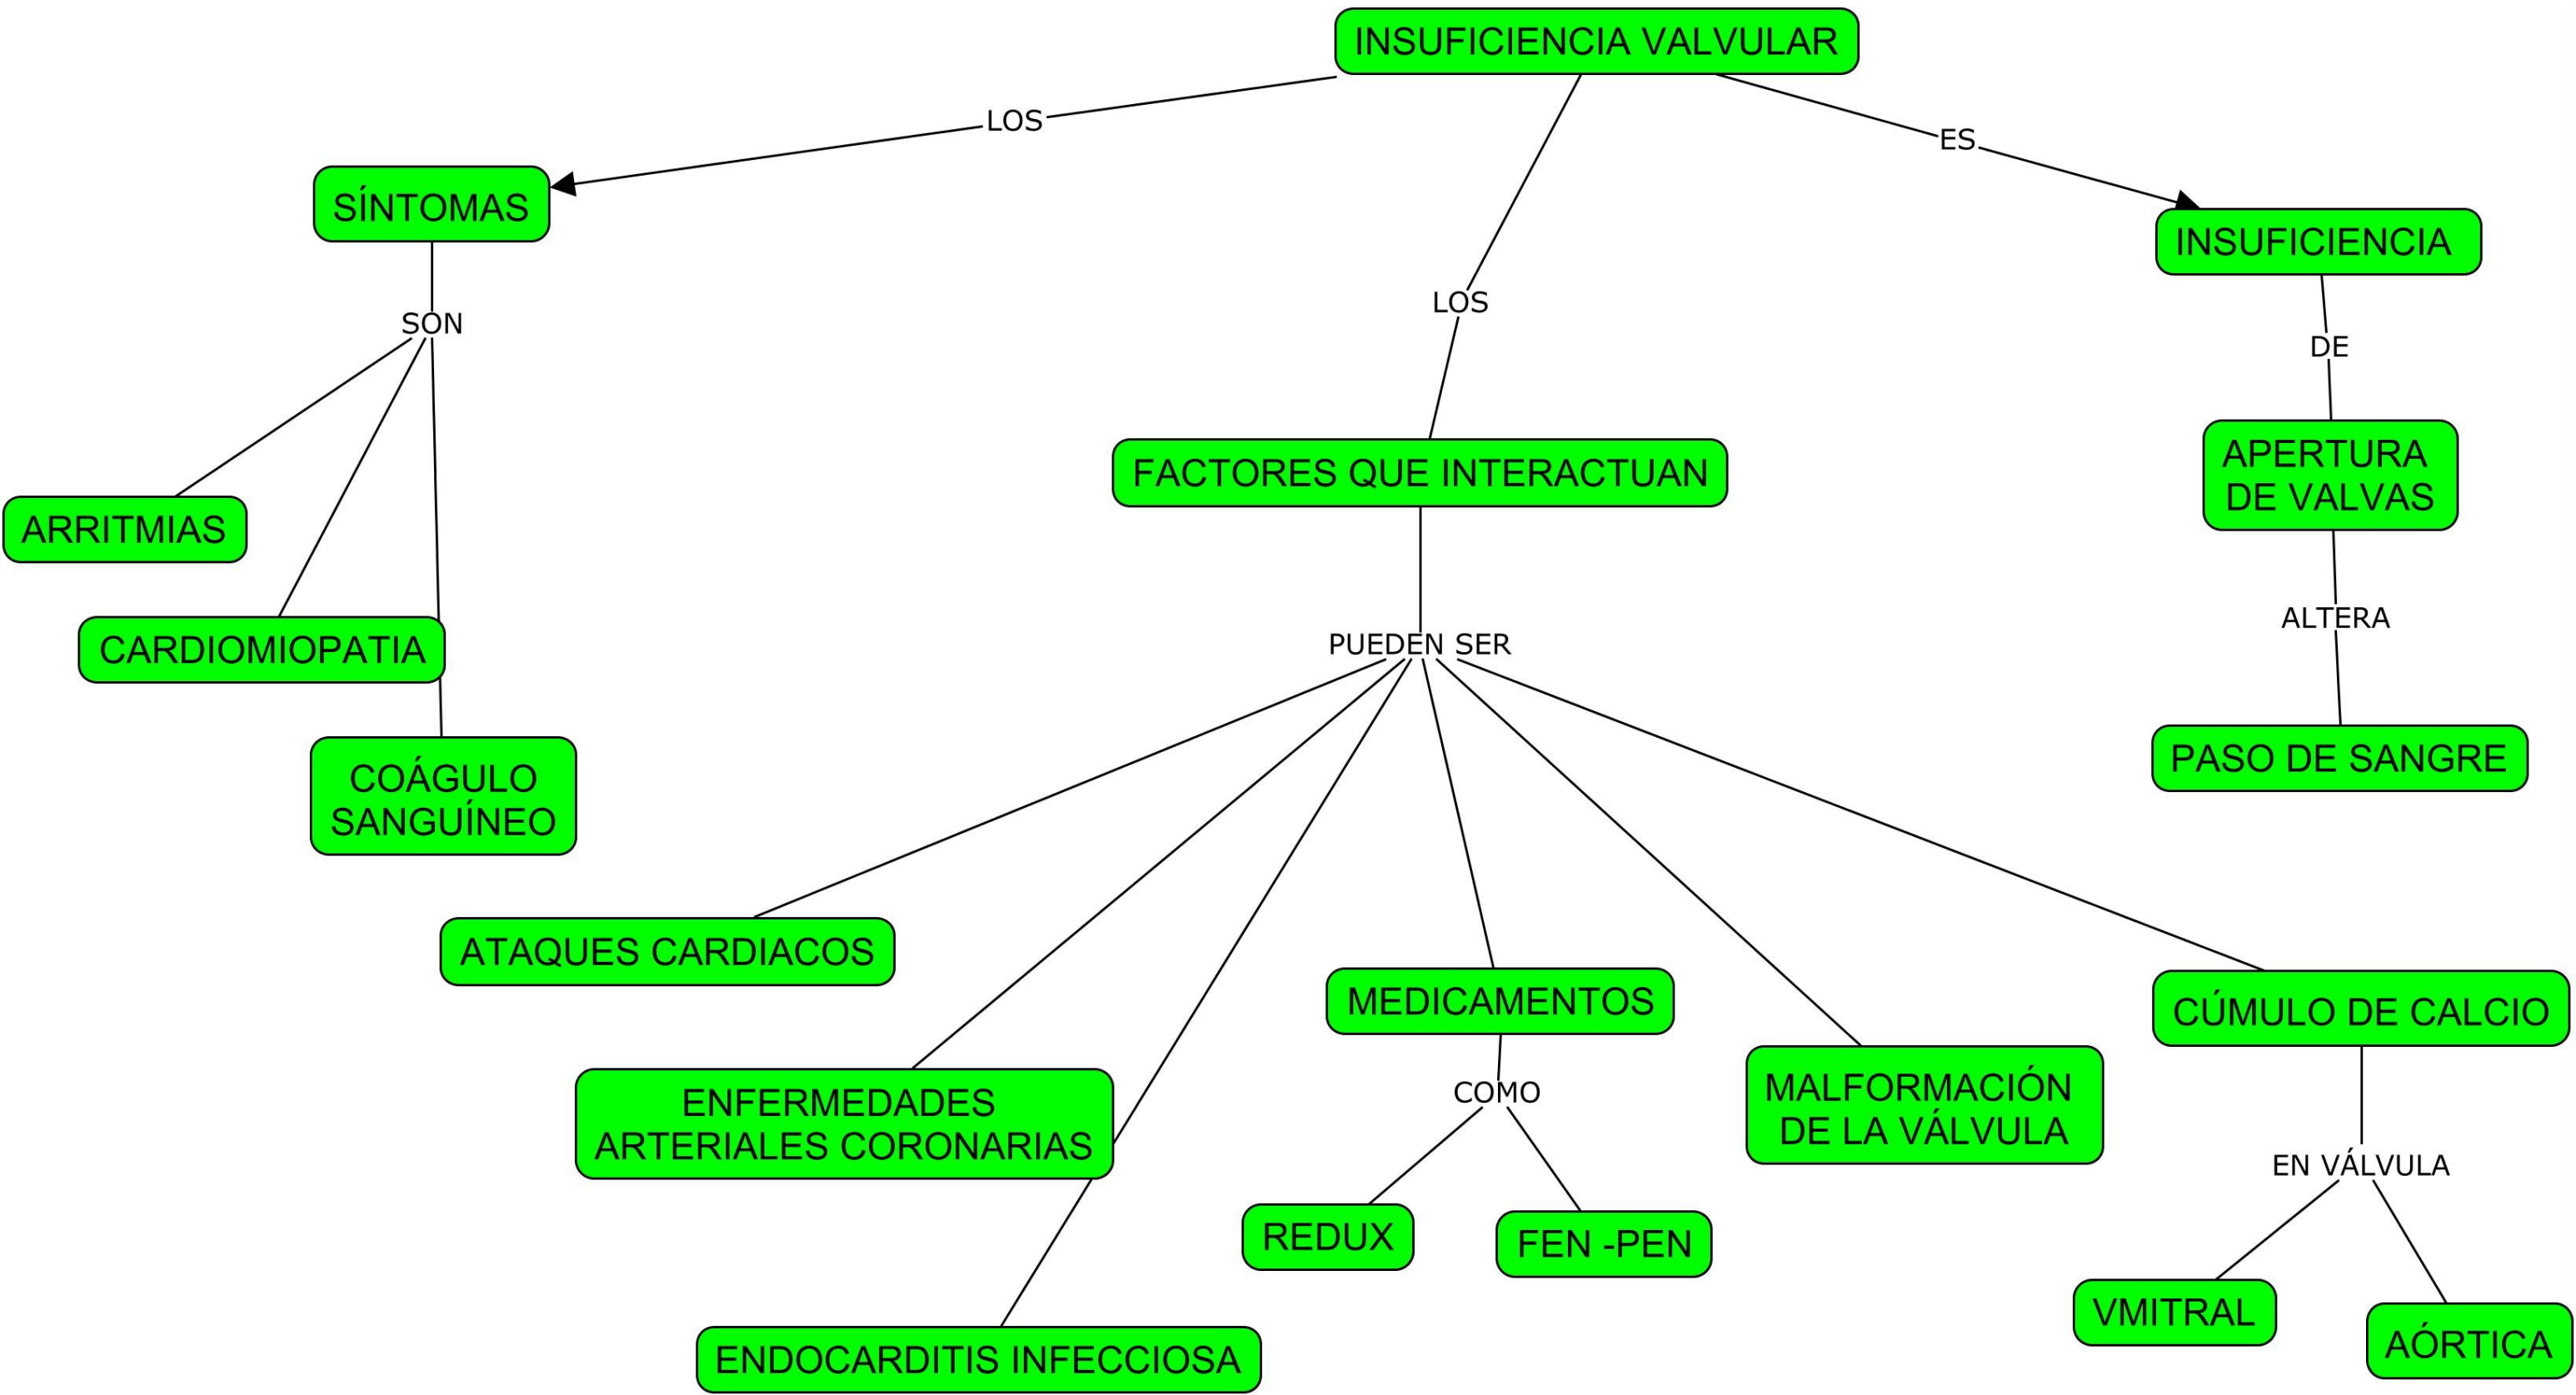 INSUFICIENCIA VALVULAR
LOS
ES
SÍNTOMAS
INSUFICIENCIA
LOS
SON
DE
FACTORES QUE INTERACTUAN
APERTURA
DE VALVAS
ARRITMIAS
ALTERA
PUEDEN SER
CARDIOMIOPATIA
PASO DE SANGRE
COÁGULO
SANGUÍNEO
ATAQUES CARDIACOS
MEDICAMENTOS
CÚMULO DE CALCIO
ENFERMEDADES
ARTERIALES CORONARIAS
COMO
MALFORMACIÓN
DE LA VÁLVULA
EN VÁLVULA
REDUX
FEN -PEN
VMITRAL
AÓRTICA
ENDOCARDITIS INFECCIOSA